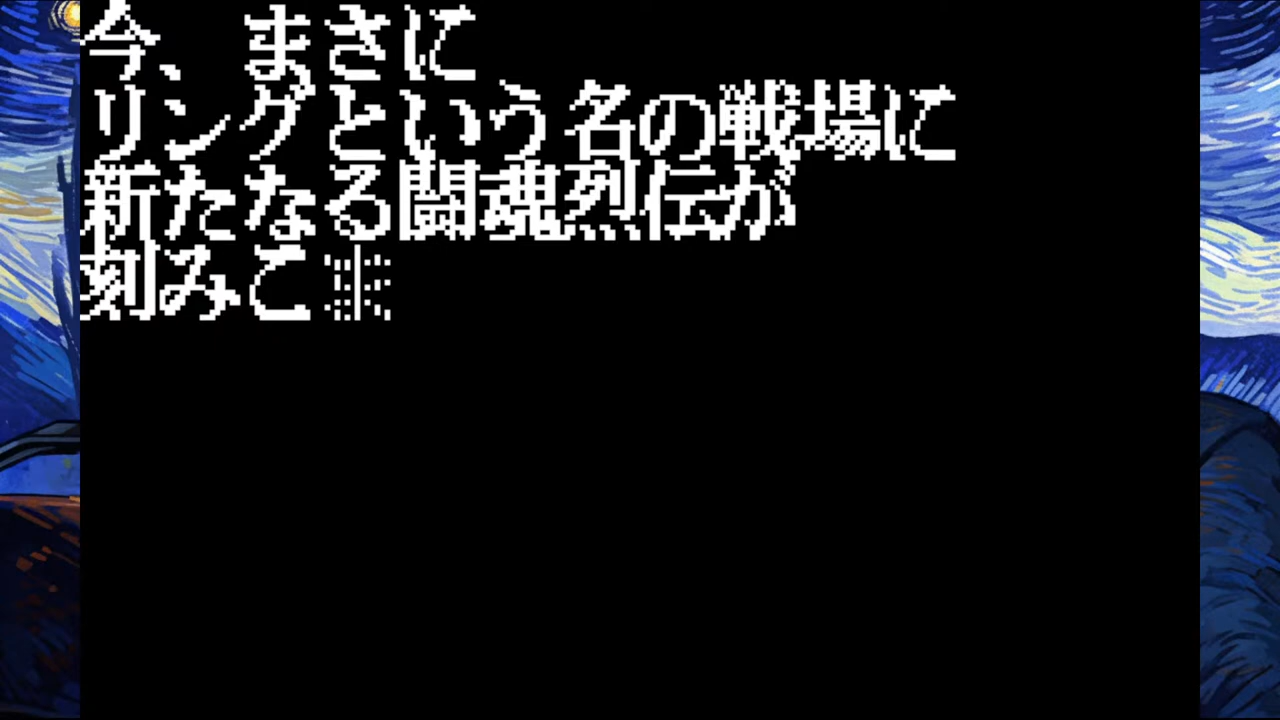 今、まさに
リングという名の戦場に
新たなる闘魂烈伝が
刻みこ